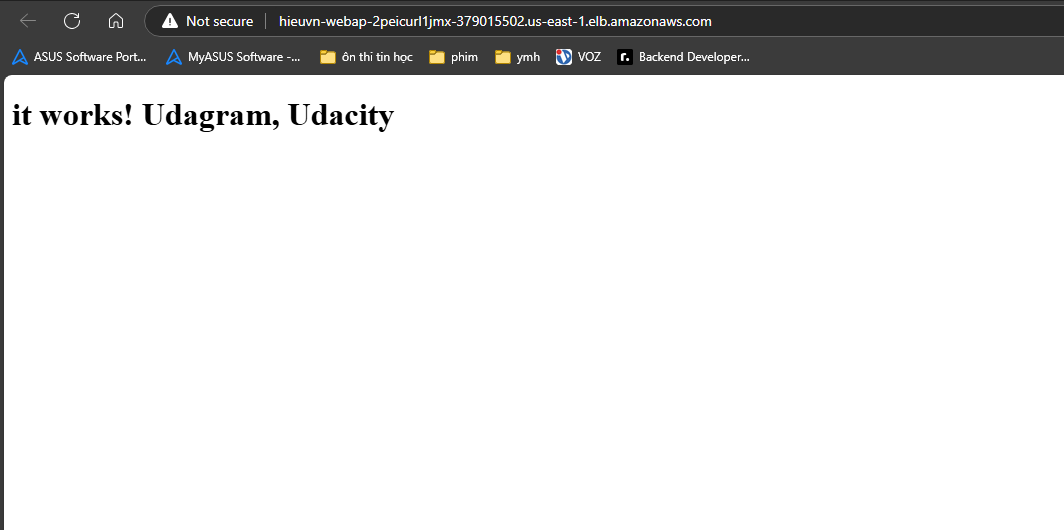 Not secure hieuvn-webap-2peicurl1jmx-379015502.us-east-1.elb.amazonaws.com
ASUS Software Port... MyASUS Software -... ôn thi tin học phim ymh VOZ r. Backend Developer...
it works! Udagram, Udacity